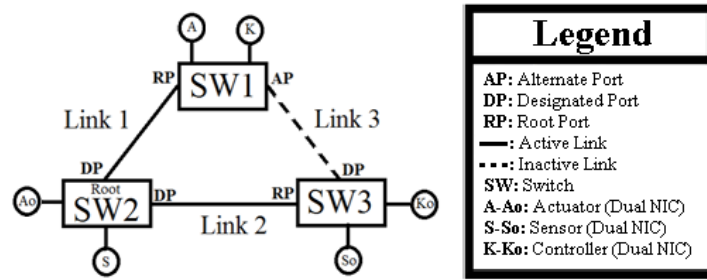 A K
RP SW1 AP
Link 1 Link 3
DP DP
Ao Root DP RP SW3 Ko
SW2 Link 2
S So
Legend
AP: Alternate Port
DP: Designated Port
RP: Root Port
: Active Link
: Inactive Link
SW: Switch
A-Ao: Actuator (Dual NIC)
S-So: Sensor (Dual NIC)
K-Ko: Controller (Dual NIC)